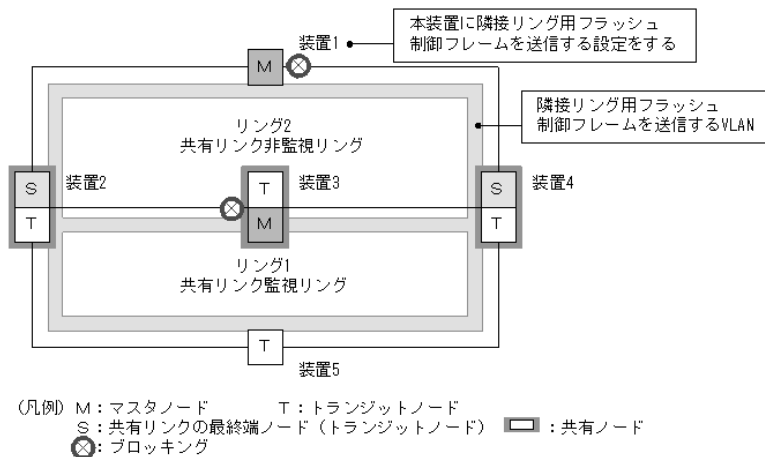 装置1
本装置に隣接リング用フラッシュ
制御フレームを送信する設定をする
M
隣接リング用フラッシュ
制御フレームを送信するVLAN
リング2
共有リンク非監視リング
S
装置2
T
T
装置3
M
S
装置4
T
リング1
共有リンク監視リング
T
装置5
(凡例) M:マスタノード T:トランジットノード
S:共有リンクの最終端ノード(トランジットノード) :共有ノード
:ブロッキング